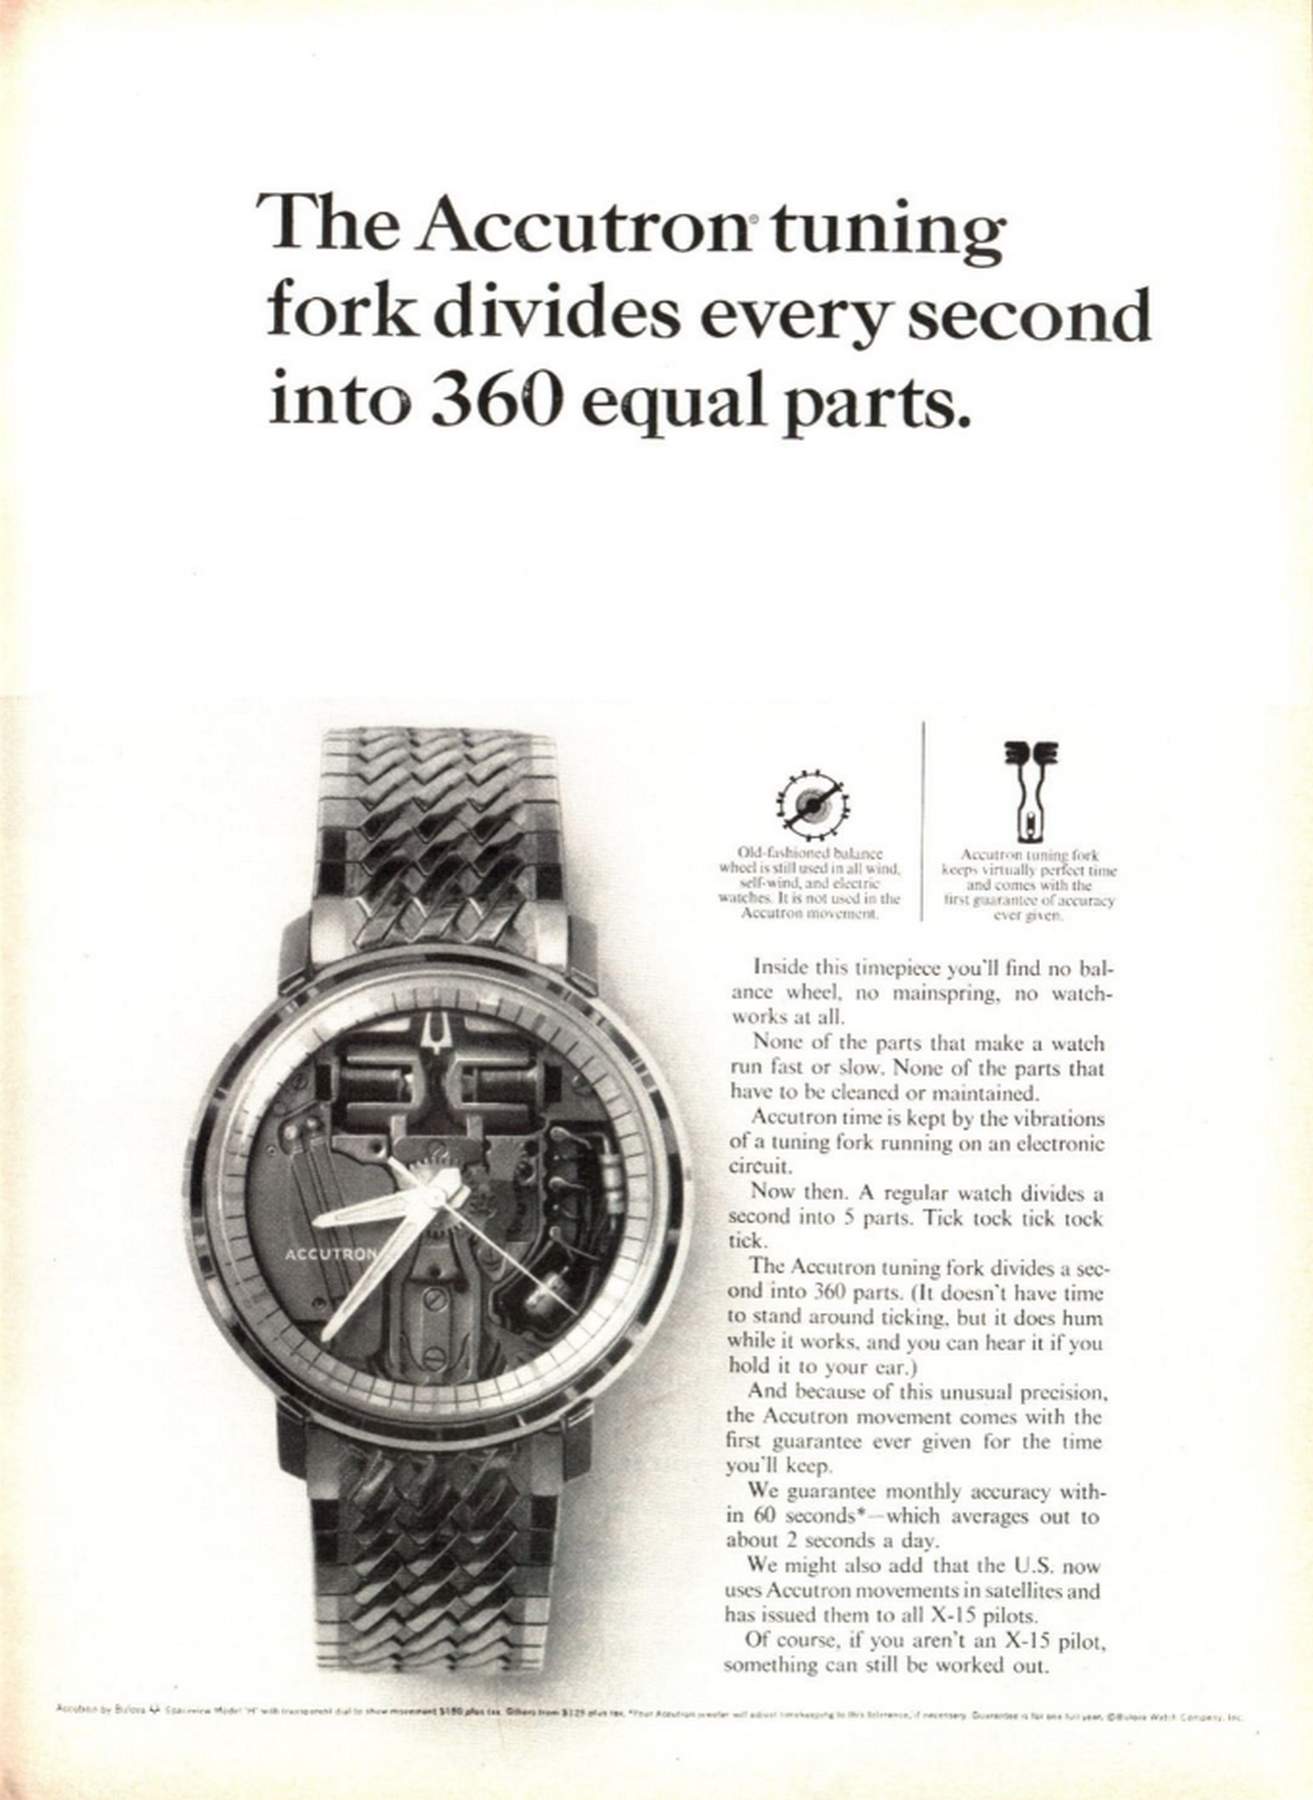 The Accutron® tuning
fork divides every second
into 360 equal parts.
Old-fashioned balance
wheel is still used in all wind,
self-wind, and electric
watches. It is not used in the
Accutron movement.
Accutron tuning fork
keeps virtually perfect time
and comes with the
first guarantee of accuracy
ever given.
Inside this timepiece you'll find no bal-
ance wheel, no mainspring, no watch-
works at all.
None of the parts that make a watch
run fast or slow. None of the parts that
have to be cleaned or maintained.
Accutron time is kept by the vibrations
of a tuning fork running on an electronic
circuit.
Now then. A regular watch divides a
second into 5 parts. Tick tock tick tock
tick.
The Accutron tuning fork divides a sec-
ond into 360 parts. (It doesn't have time
to stand around ticking, but it does hum
while it works, and you can hear it if you
hold it to your ear.)
And because of this unusual precision,
the Accutron movement comes with the
first guarantee ever given for the time
you'll keep.
We guarantee monthly accuracy with-
in 60 seconds*—which averages out to
about 2 seconds a day.
We might also add that the U.S. now
uses Accutron movements in satellites and
has issued them to all X-15 pilots.
Of course, if you aren't an X-15 pilot,
something can still be worked out.
ACCUTRON
Accutron by Bulova Spaceview Model "H" with transparent dial to show movement $180 plus tax. Others from $125 plus tax. *Your Accutron jeweler will adjust timekeeping to this tolerance, if necessary. Guarantee is for one full year. ©Bulova Watch Company, Inc.